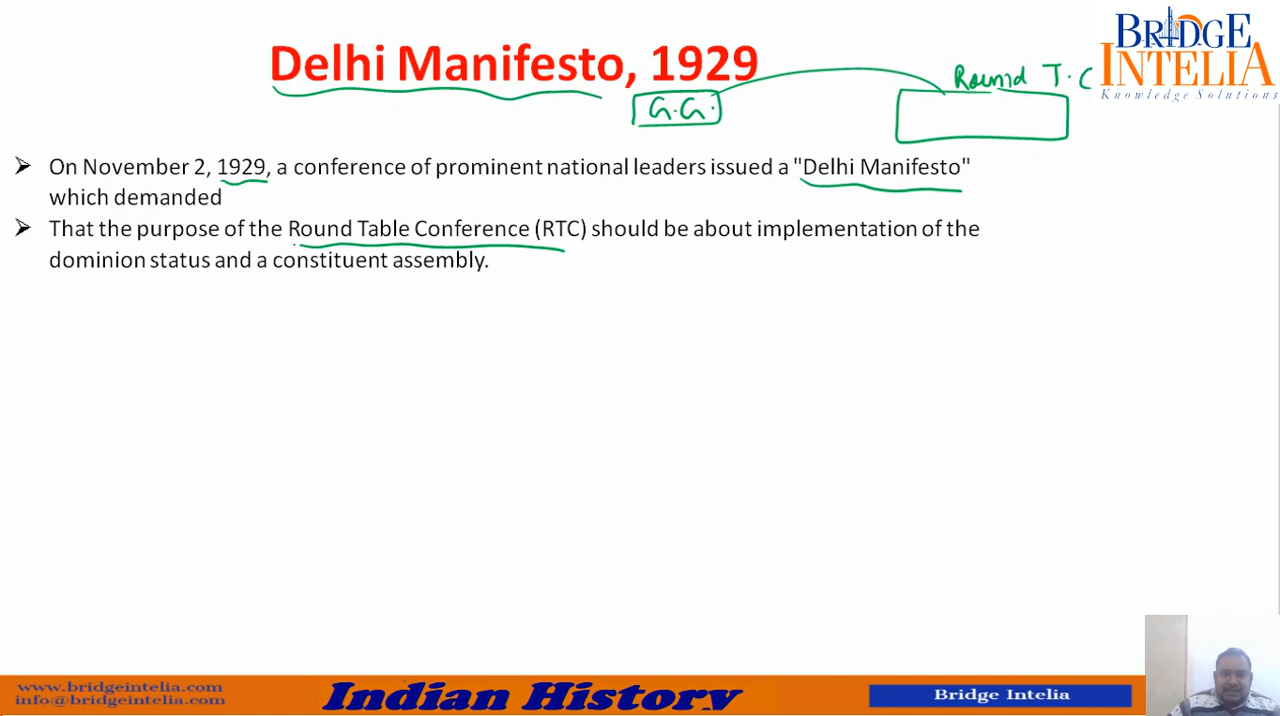 BRIDGE
INTELIA
Knowledge Solutions
Delhi Manifesto, 1929
Round T.C
G.G.
➢ On November 2, 1929, a conference of prominent national leaders issued a "Delhi Manifesto"
which demanded
➢ That the purpose of the Round Table Conference (RTC) should be about implementation of the
dominion status and a constituent assembly.
www.bridgeintelia.com
info@bridgeintelia.com
Indian History
Bridge Intelia